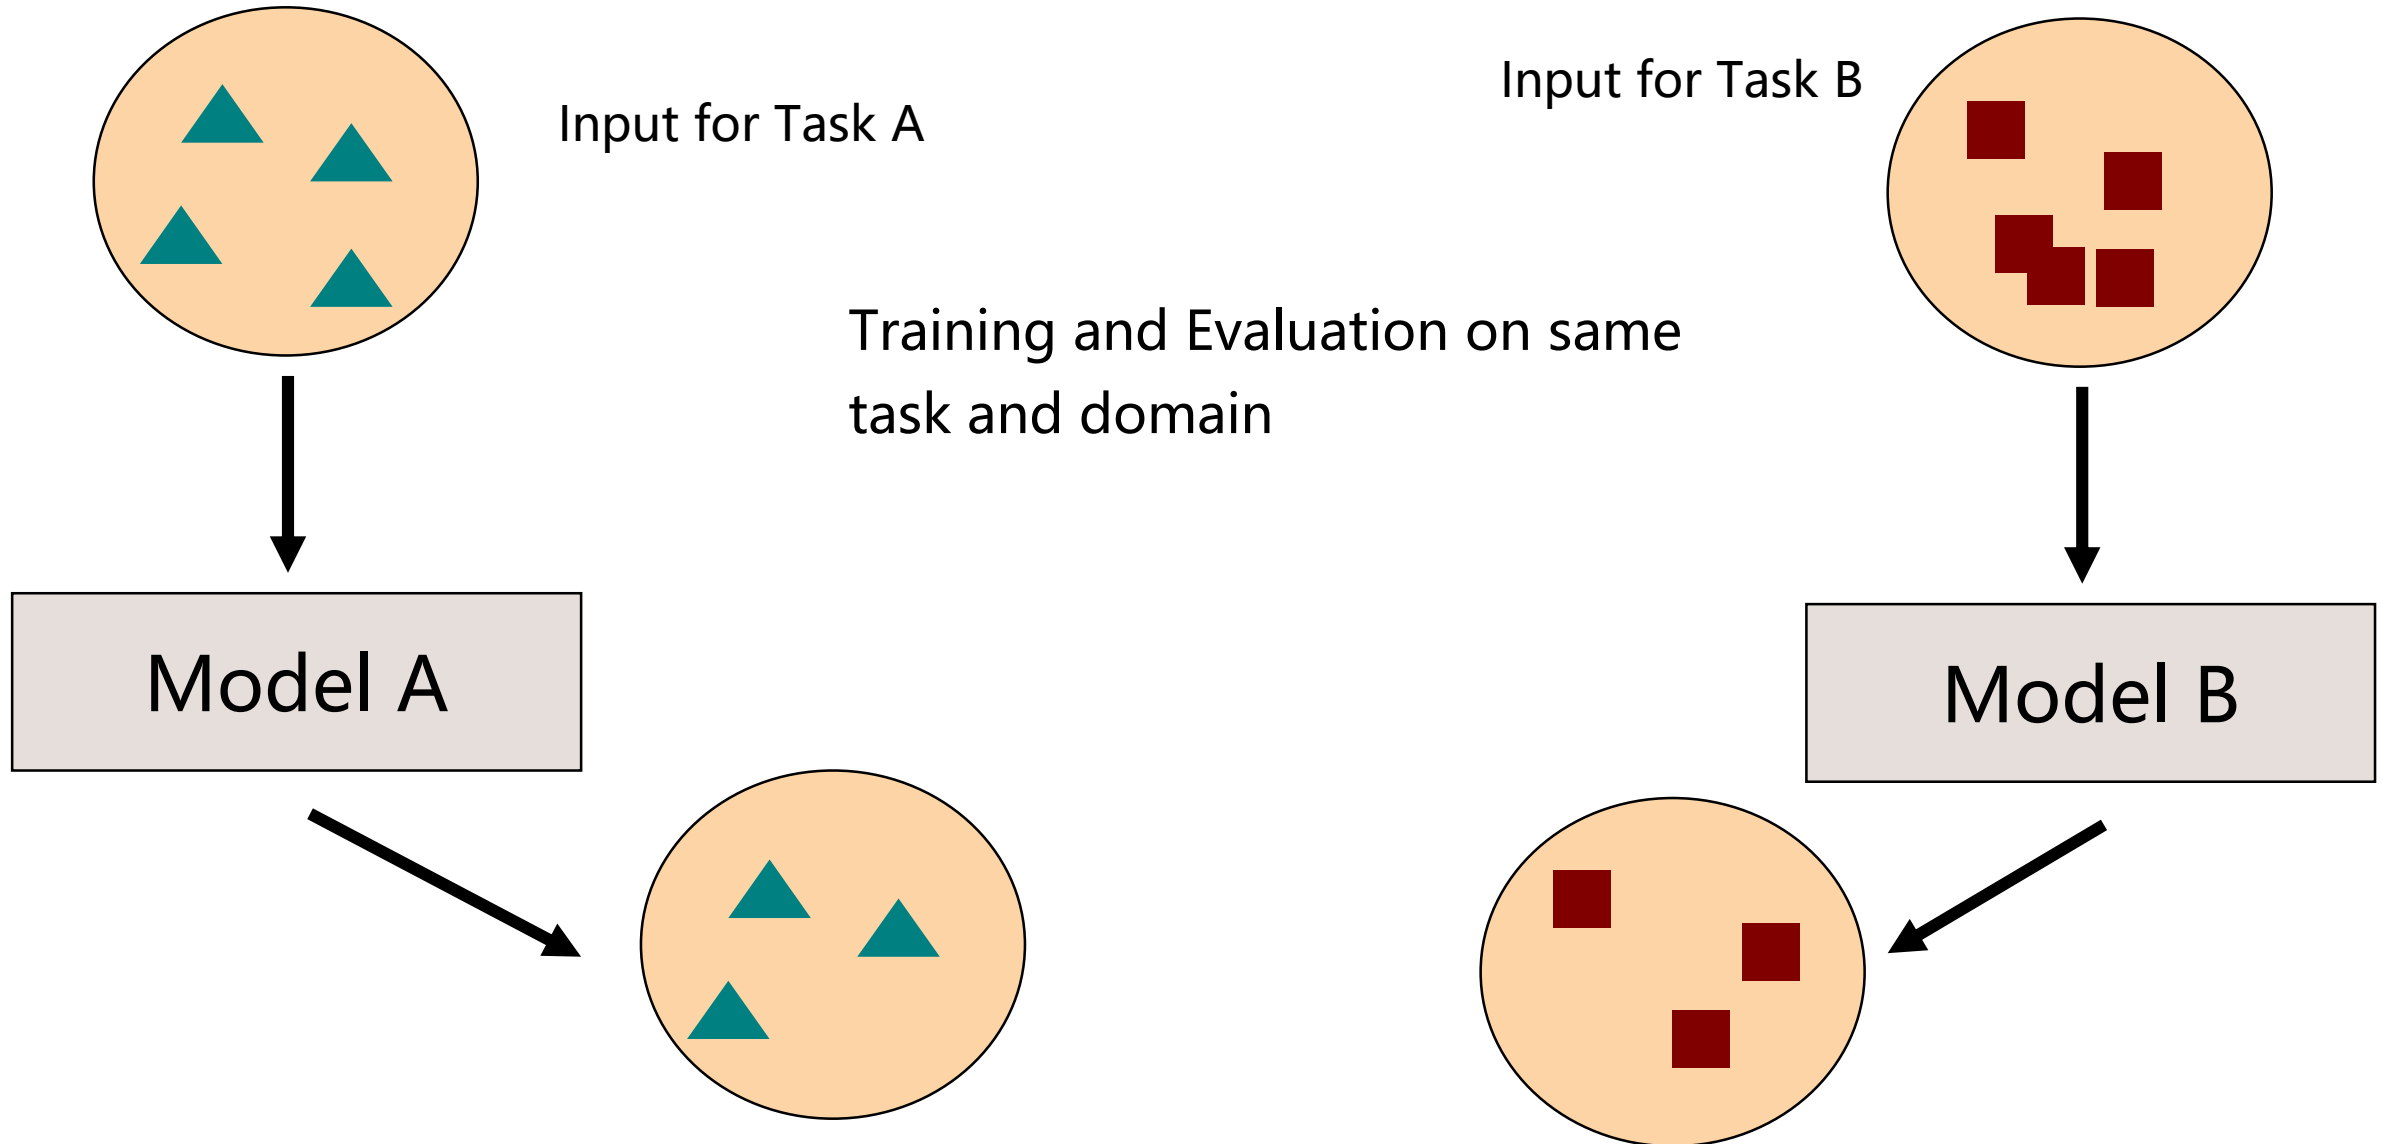 Input for Task A
Input for Task B
Training and Evaluation on same
task and domain
Model A
Model B